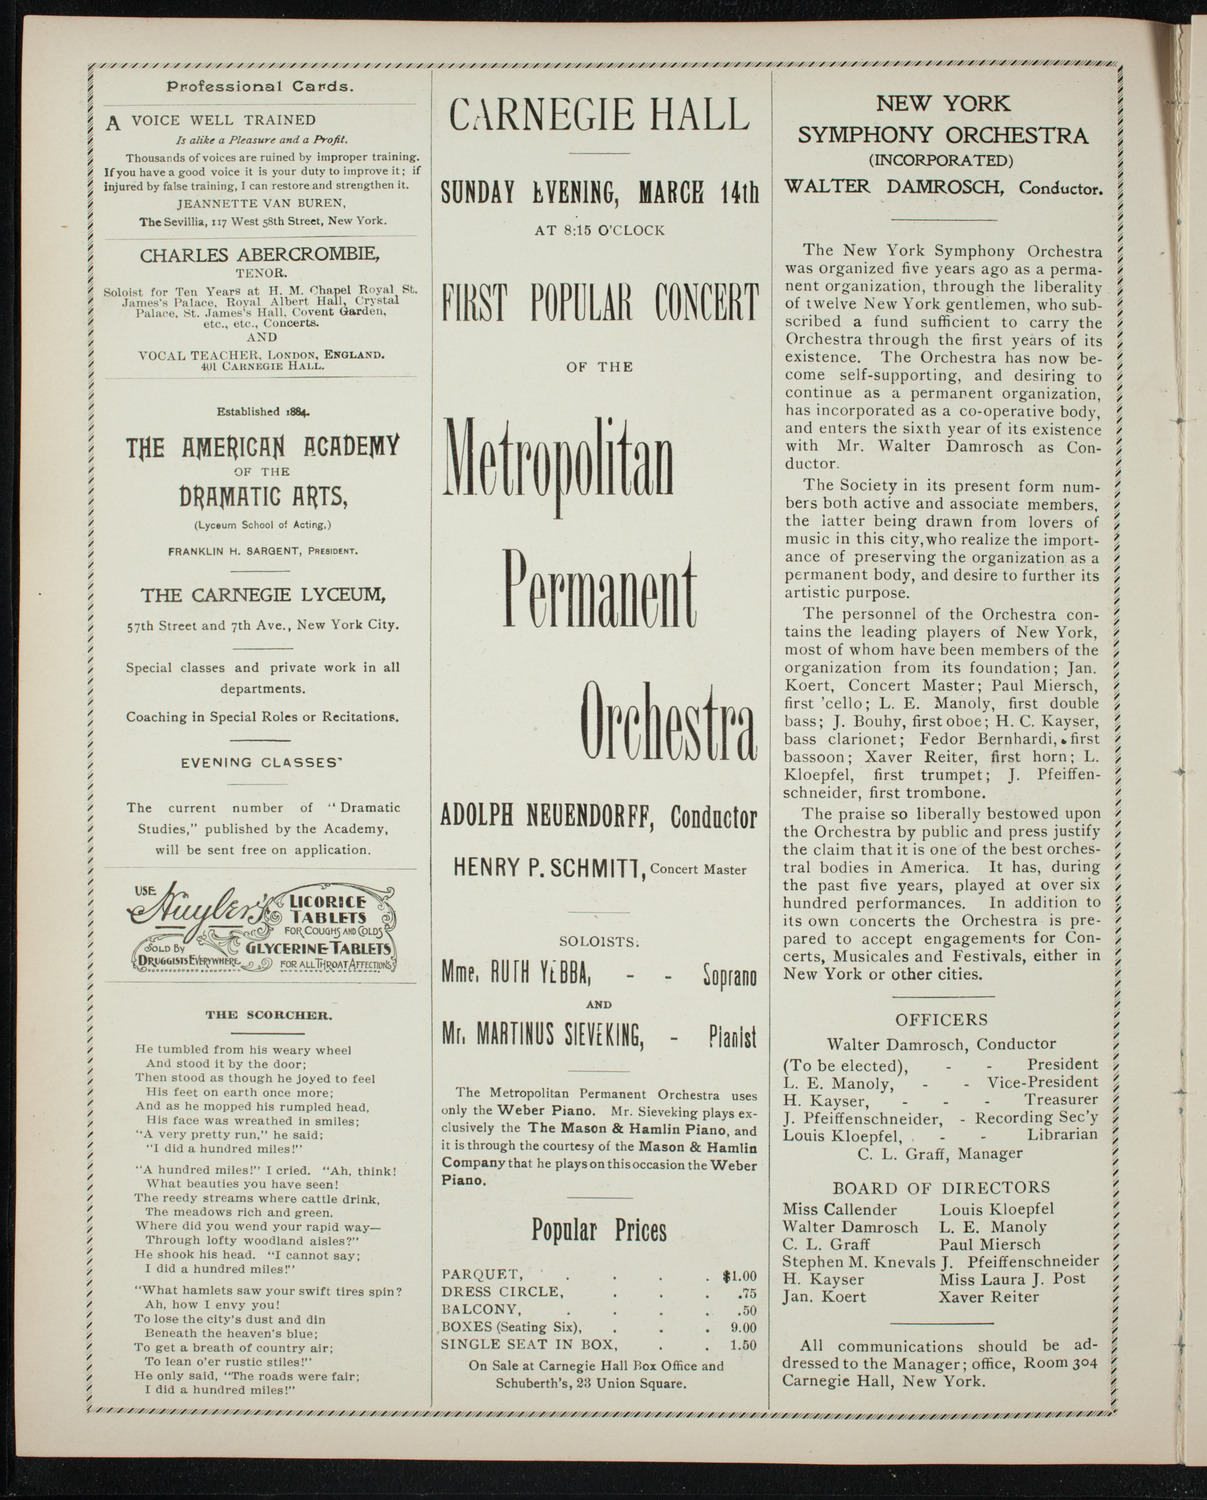 Professional Cards.
A VOICE WELL TRAINED
Is alike a Pleasure and a Profit.
Thousands of voices are ruined by improper training.
If you have a good voice it is your duty to improve it; if
injured by false training, I can restore and strengthen it.
JEANNETTE VAN BUREN,
The Sevillia, 117 West 58th Street, New York.
CHARLES ABERCROMBIE,
TENOR.
Soloist for Ten Years at H. M. Chapel Royal St.
James's Palace, Royal Albert Hall, Crystal
Palace, St. James's Hall, Covent Garden,
etc., etc., Concerts.
AND
VOCAL TEACHER, LONDON, ENGLAND.
401 CARNEGIE HALL.
Established 1884.
THE AMERICAN ACADEMY
OF THE
DRAMATIC ARTS,
(Lyceum School of Acting,)
FRANKLIN H. SARGENT, PRESIDENT.
THE CARNEGIE LYCEUM,
57th Street and 7th Ave., New York City.
Special classes and private work in all
departments.
Coaching in Special Roles or Recitations.
EVENING CLASSES"
The current number of "Dramatic
Studies," published by the Academy,
will be sent free on application.
USE Huyler's LICORICE
TABLETS
FOR COUGHS AND COLDS
SOLD BY GLYCERINE TABLETS
DRUGGISTS EVERYWHERE. FOR ALL THROAT AFFECTIONS
THE SCORCHER.
He tumbled from his weary wheel
And stood it by the door;
Then stood as though he joyed to feel
His feet on earth once more;
And as he mopped his rumpled head,
His face was wreathed in smiles;
"A very pretty run," he said;
"I did a hundred miles!"
"A hundred miles!" I cried. "Ah, think!
What beauties you have seen!
The reedy streams where cattle drink,
The meadows rich and green.
Where did you wend your rapid way—
Through lofty woodland aisles?"
He shook his head. "I cannot say;
I did a hundred miles!"
"What hamlets saw your swift tires spin?
Ah, how I envy you!
To lose the city's dust and din
Beneath the heaven's blue;
To get a breath of country air;
To lean o'er rustic stiles!"
He only said, "The roads were fair;
I did a hundred miles!"
CARNEGIE HALL
SUNDAY EVENING, MARCH 14th
AT 8:15 O'CLOCK
FIRST POPULAR CONCERT
OF THE
Metropolitan
Permanent
Orchestra
ADOLPH NEUENDORFF, Conductor
HENRY P. SCHMITT, Concert Master
SOLOISTS:
Mme. RUTH YEBBA, - - Soprano
AND
Mr. MARTINUS SIEVEKING, - Pianist
The Metropolitan Permanent Orchestra uses
only the Weber Piano. Mr. Sieveking plays ex-
clusively the The Mason & Hamlin Piano, and
it is through the courtesy of the Mason & Hamlin
Company that he plays on this occasion the Weber
Piano.
Popular Prices
PARQUET, . . . . $1.00
DRESS CIRCLE, . . . .75
BALCONY, . . . . .50
BOXES (Seating Six), . . . 9.00
SINGLE SEAT IN BOX, . . 1.50
On Sale at Carnegie Hall Box Office and
Schuberth's, 23 Union Square.
NEW YORK
SYMPHONY ORCHESTRA
(INCORPORATED)
WALTER DAMROSCH, Conductor.
The New York Symphony Orchestra
was organized five years ago as a perma-
nent organization, through the liberality
of twelve New York gentlemen, who sub-
scribed a fund sufficient to carry the
Orchestra through the first years of its
existence. The Orchestra has now be-
come self-supporting, and desiring to
continue as a permanent organization,
has incorporated as a co-operative body,
and enters the sixth year of its existence
with Mr. Walter Damrosch as Con-
ductor.
The Society in its present form num-
bers both active and associate members,
the latter being drawn from lovers of
music in this city, who realize the import-
ance of preserving the organization as a
permanent body, and desire to further its
artistic purpose.
The personnel of the Orchestra con-
tains the leading players of New York,
most of whom have been members of the
organization from its foundation; Jan.
Koert, Concert Master; Paul Miersch,
first 'cello; L. E. Manoly, first double
bass; J. Bouhy, first oboe; H. C. Kayser,
bass clarionet; Fedor Bernhardi, first
bassoon; Xaver Reiter, first horn; L.
Kloepfel, first trumpet; J. Pfeiffen-
schneider, first trombone.
The praise so liberally bestowed upon
the Orchestra by public and press justify
the claim that it is one of the best orches-
tral bodies in America. It has, during
the past five years, played at over six
hundred performances. In addition to
its own concerts the Orchestra is pre-
pared to accept engagements for Con-
certs, Musicales and Festivals, either in
New York or other cities.
OFFICERS
Walter Damrosch, Conductor
(To be elected), - - President
L. E. Manoly, - - Vice-President
H. Kayser, - - - Treasurer
J. Pfeiffenschneider, - Recording Sec'y
Louis Kloepfel, - - Librarian
C. L. Graff, Manager
BOARD OF DIRECTORS
Miss Callender Louis Kloepfel
Walter Damrosch L. E. Manoly
C. L. Graff Paul Miersch
Stephen M. Knevals J. Pfeiffenschneider
H. Kayser Miss Laura J. Post
Jan. Koert Xaver Reiter
All communications should be ad-
dressed to the Manager; office, Room 304
Carnegie Hall, New York.